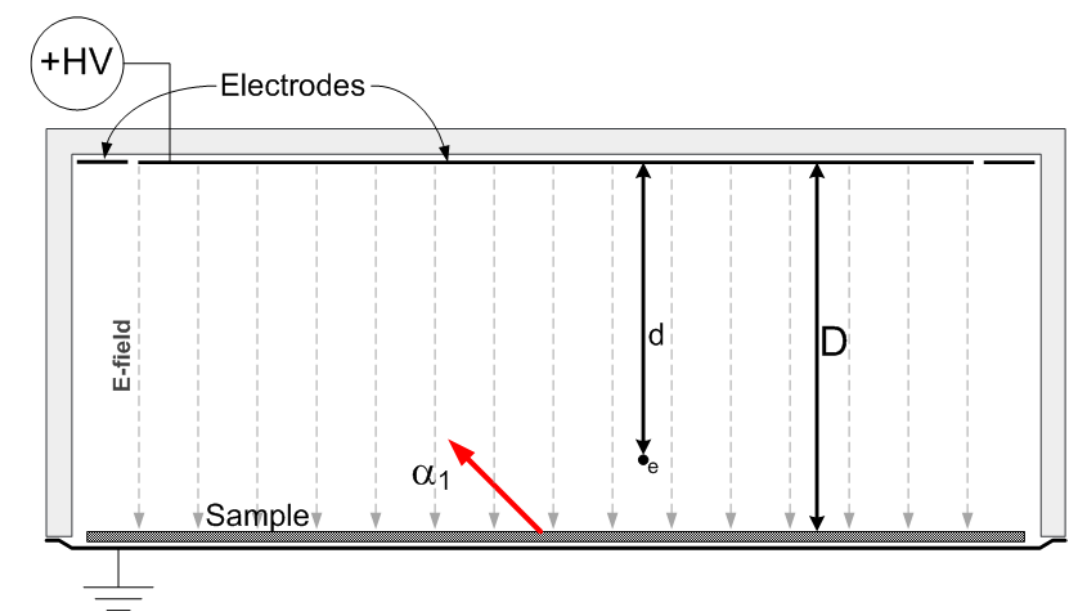 +HV
Electrodes
E-field
d
D
e
α1
Sample